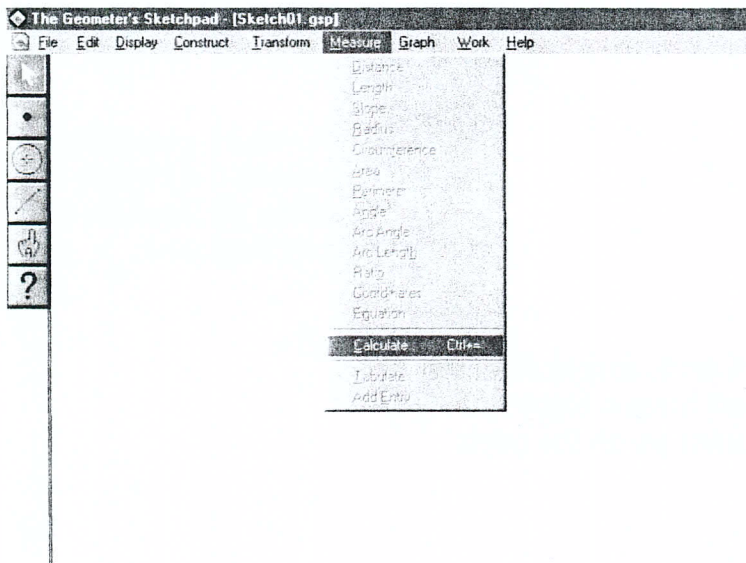 The Geometer's Sketchpad - [Sketch01.gsp]
File Edit Display Construct Transform Measure Graph Work Help
Distance
Length
Slope
Radius
Circumference
Area
Perimeter
Angle
Arc Angle
Arc Length
Ratio
Coordinates
Equation
Calculate... Ctrl+=
Tabulate
Add Entry
A
?